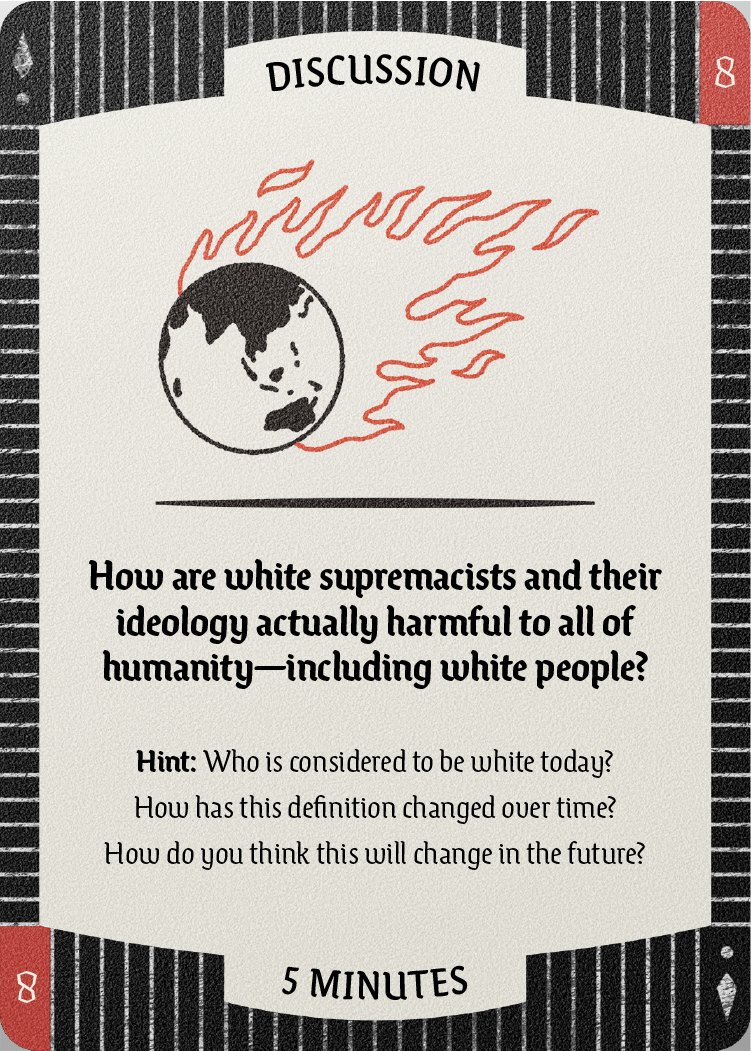 8
DISCUSSION
How are white supremacists and their
ideology actually harmful to all of
humanity—including white people?
Hint: Who is considered to be white today?
How has this definition changed over time?
How do you think this will change in the future?
5 MINUTES
8